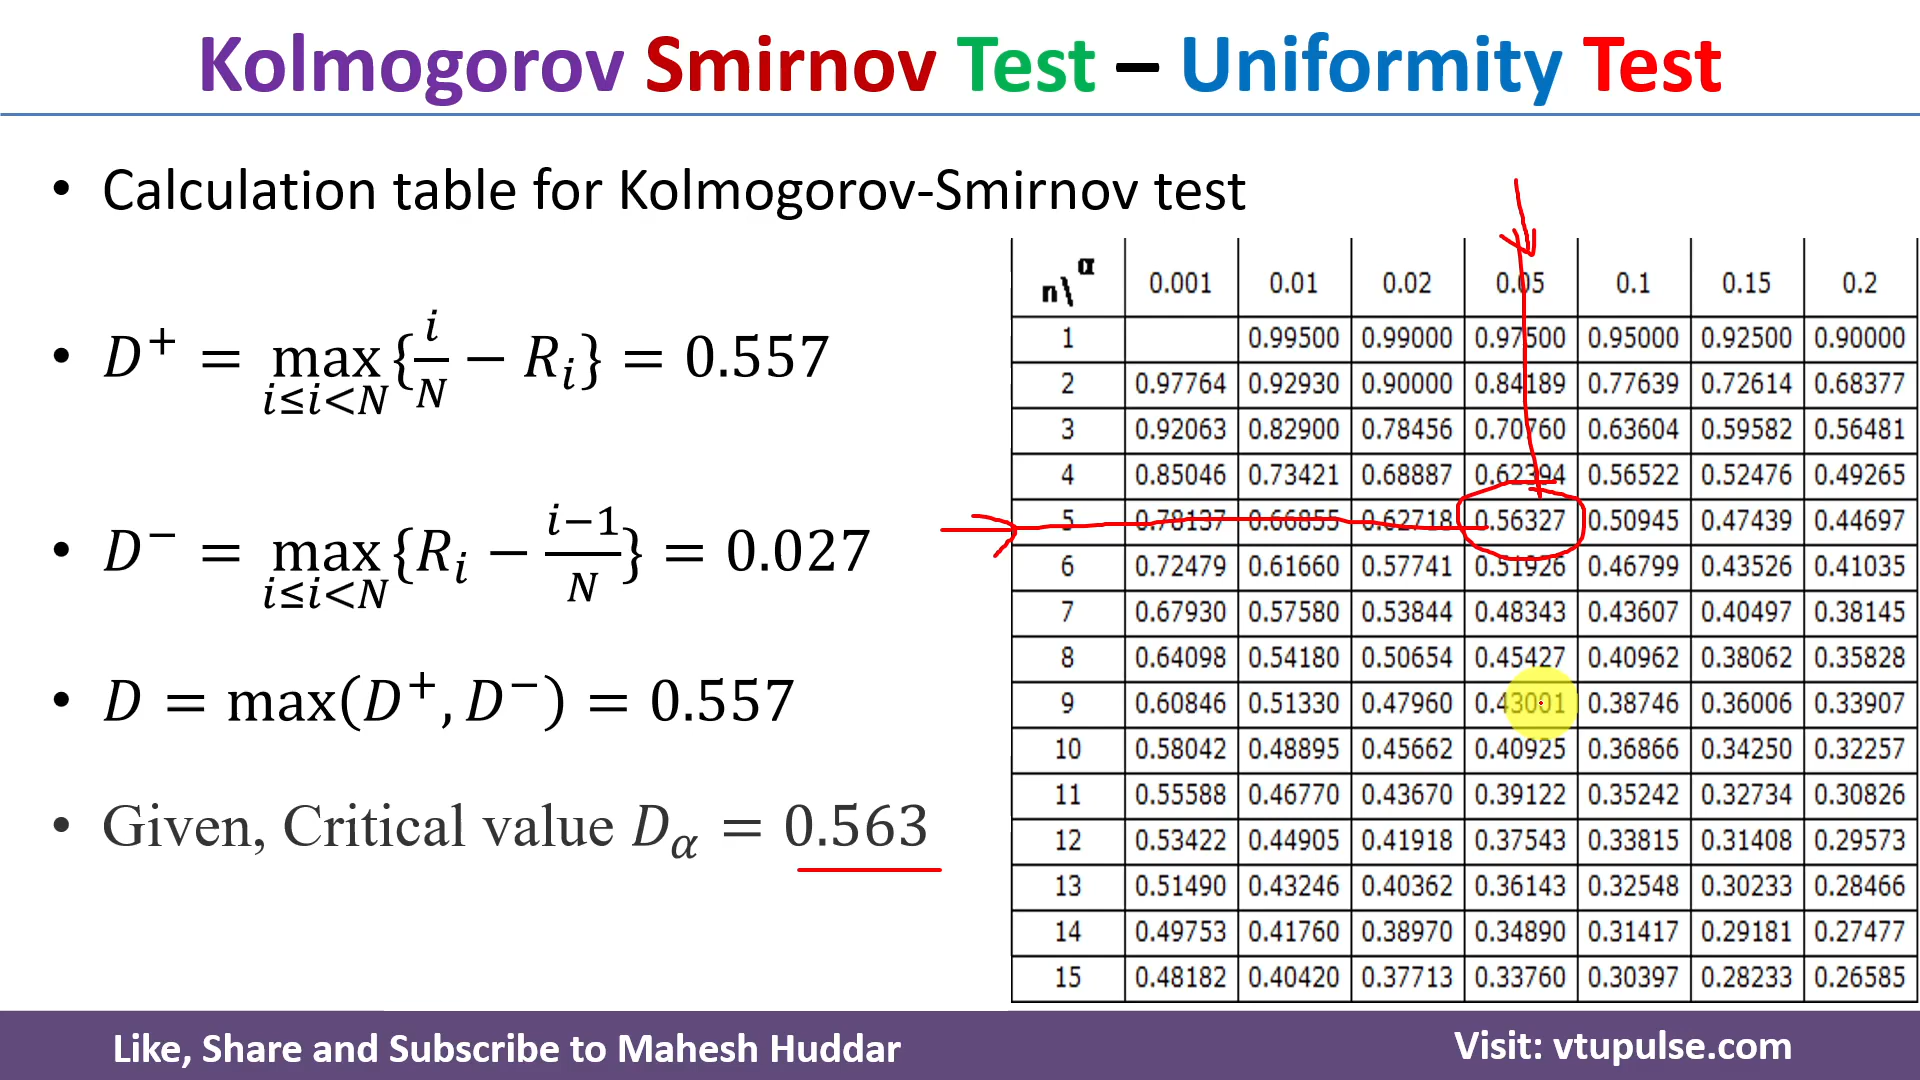 Kolmogorov Smirnov Test – Uniformity Test
• Calculation table for Kolmogorov-Smirnov test
• D⁺ = max_{i≤i<N} {i/N − Rᵢ} = 0.557
• D⁻ = max_{i≤i<N} {Rᵢ − (i−1)/N} = 0.027
• D = max(D⁺, D⁻) = 0.557
• Given, Critical value D_α = 0.563
n\α 0.001 0.01 0.02 0.05 0.1 0.15 0.2
1 0.99500 0.99000 0.97500 0.95000 0.92500 0.90000
2 0.97764 0.92930 0.90000 0.84189 0.77639 0.72614 0.68377
3 0.92063 0.82900 0.78456 0.70760 0.63604 0.59582 0.56481
4 0.85046 0.73421 0.68887 0.62394 0.56522 0.52476 0.49265
5 0.78137 0.66855 0.62718 0.56327 0.50945 0.47439 0.44697
6 0.72479 0.61660 0.57741 0.51926 0.46799 0.43526 0.41035
7 0.67930 0.57580 0.53844 0.48343 0.43607 0.40497 0.38145
8 0.64098 0.54180 0.50654 0.45427 0.40962 0.38062 0.35828
9 0.60846 0.51330 0.47960 0.43001 0.38746 0.36006 0.33907
10 0.58042 0.48895 0.45662 0.40925 0.36866 0.34250 0.32257
11 0.55588 0.46770 0.43670 0.39122 0.35242 0.32734 0.30826
12 0.53422 0.44905 0.41918 0.37543 0.33815 0.31408 0.29573
13 0.51490 0.43246 0.40362 0.36143 0.32548 0.30233 0.28466
14 0.49753 0.41760 0.38970 0.34890 0.31417 0.29181 0.27477
15 0.48182 0.40420 0.37713 0.33760 0.30397 0.28233 0.26585
Like, Share and Subscribe to Mahesh Huddar
Visit: vtupulse.com